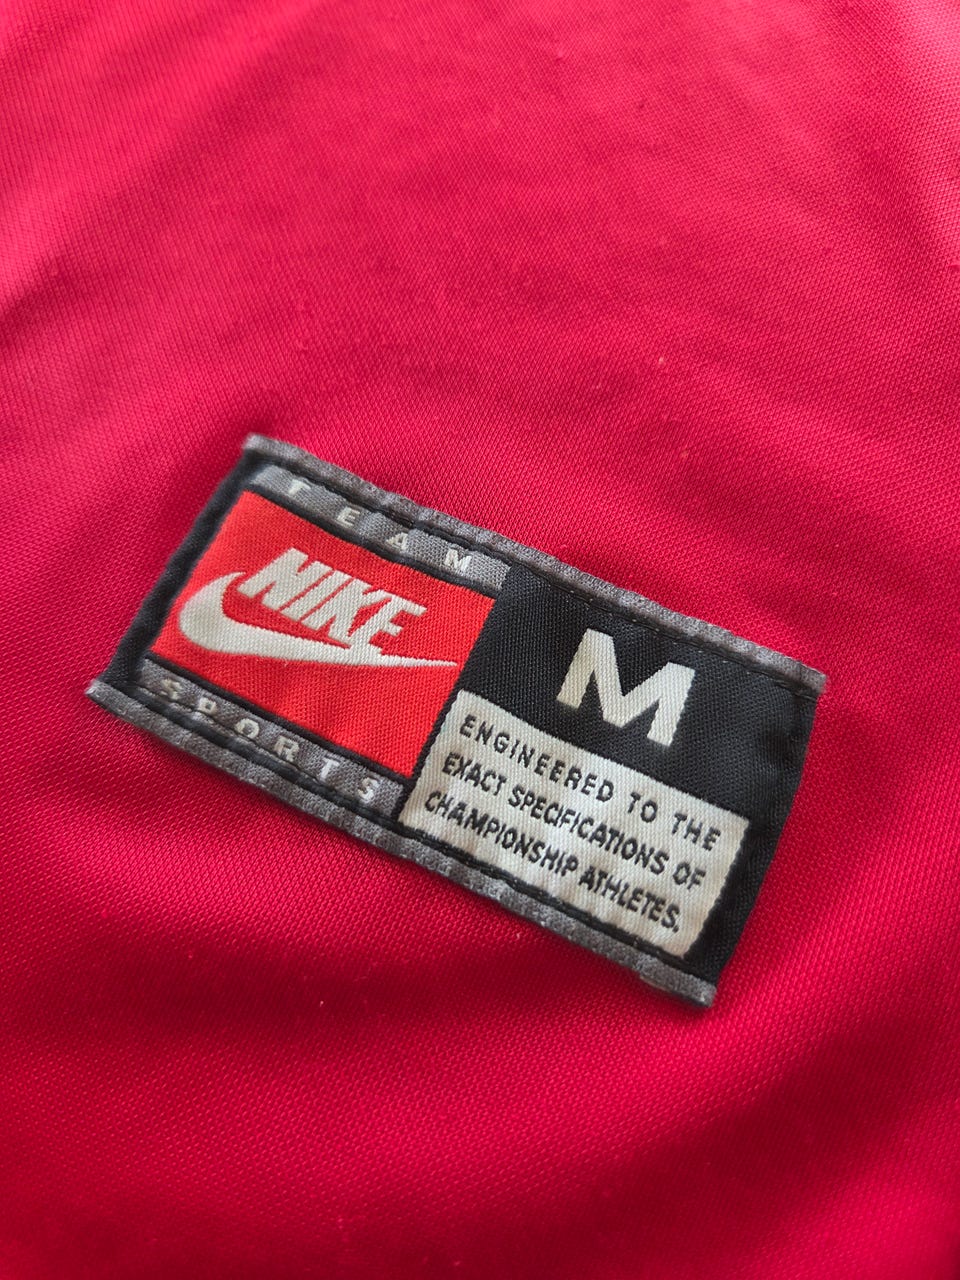 TEAM
NIKE
SPORTS
M
ENGINEERED TO THE
EXACT SPECIFICATIONS OF
CHAMPIONSHIP ATHLETES.